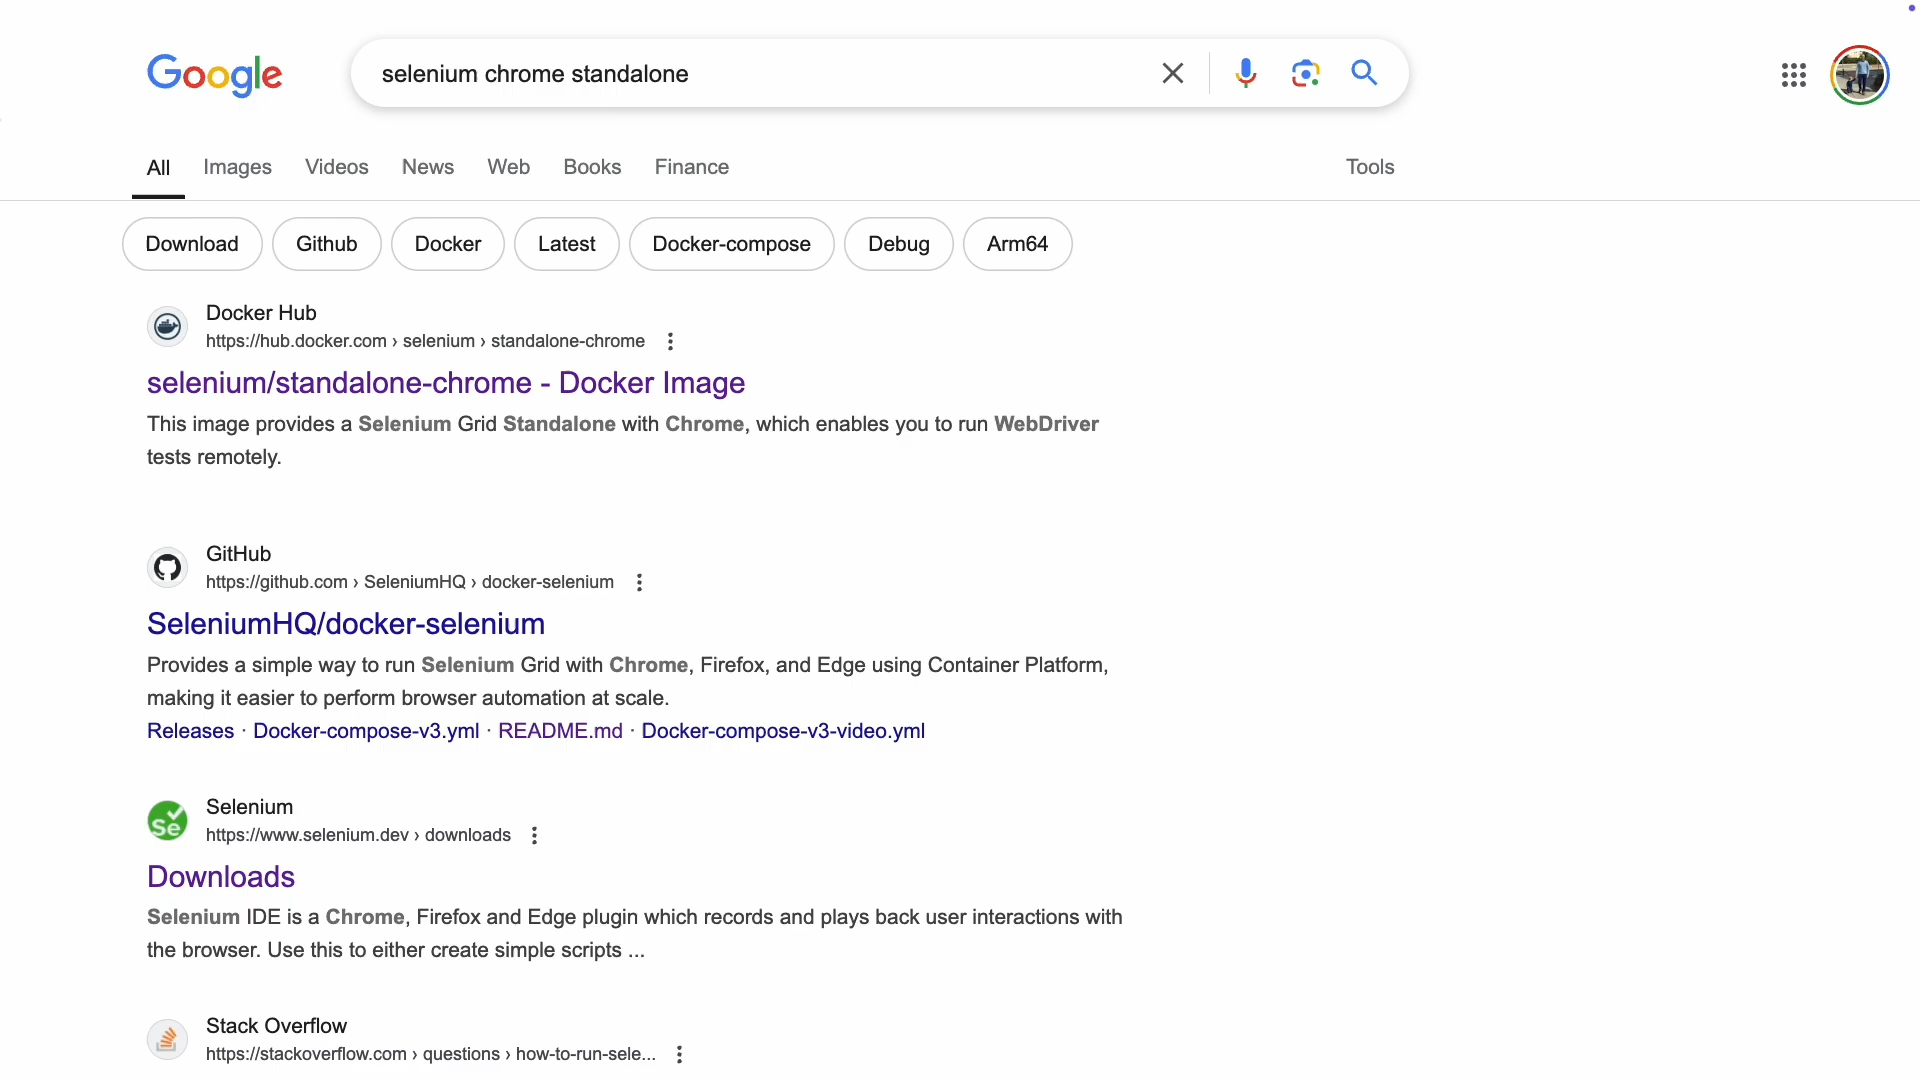 Google
selenium chrome standalone
All Images Videos News Web Books Finance Tools
Download Github Docker Latest Docker-compose Debug Arm64
Docker Hub
https://hub.docker.com › selenium › standalone-chrome
selenium/standalone-chrome - Docker Image
This image provides a Selenium Grid Standalone with Chrome, which enables you to run WebDriver
tests remotely.
GitHub
https://github.com › SeleniumHQ › docker-selenium
SeleniumHQ/docker-selenium
Provides a simple way to run Selenium Grid with Chrome, Firefox, and Edge using Container Platform,
making it easier to perform browser automation at scale.
Releases · Docker-compose-v3.yml · README.md · Docker-compose-v3-video.yml
Se
Selenium
https://www.selenium.dev › downloads
Downloads
Selenium IDE is a Chrome, Firefox and Edge plugin which records and plays back user interactions with
the browser. Use this to either create simple scripts ...
Stack Overflow
https://stackoverflow.com › questions › how-to-run-sele...